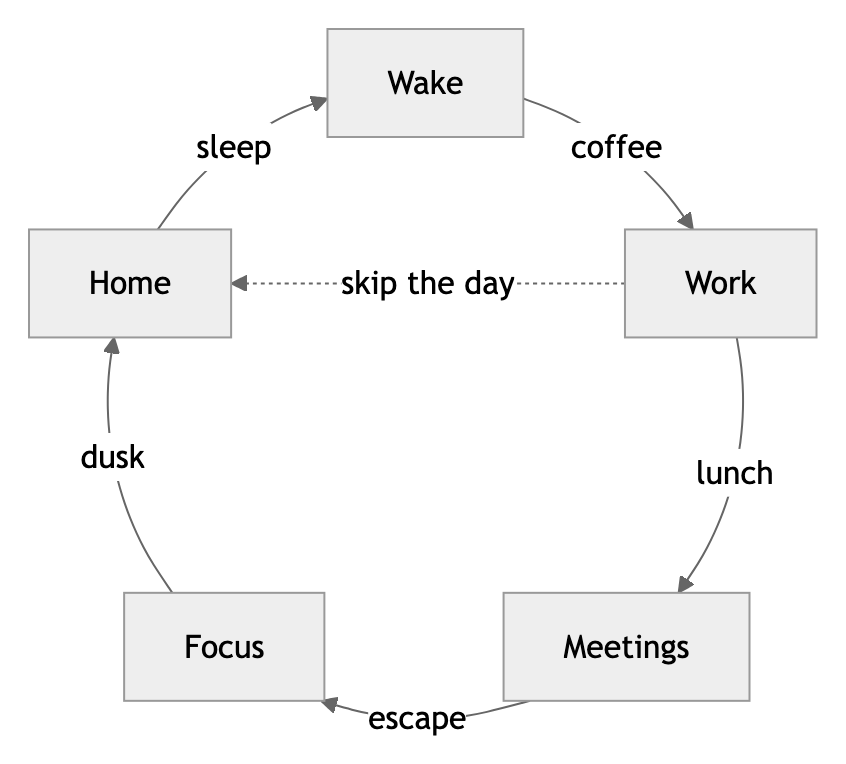 Wake
sleep
coffee
Home
skip the day
Work
dusk
lunch
Focus
Meetings
escape